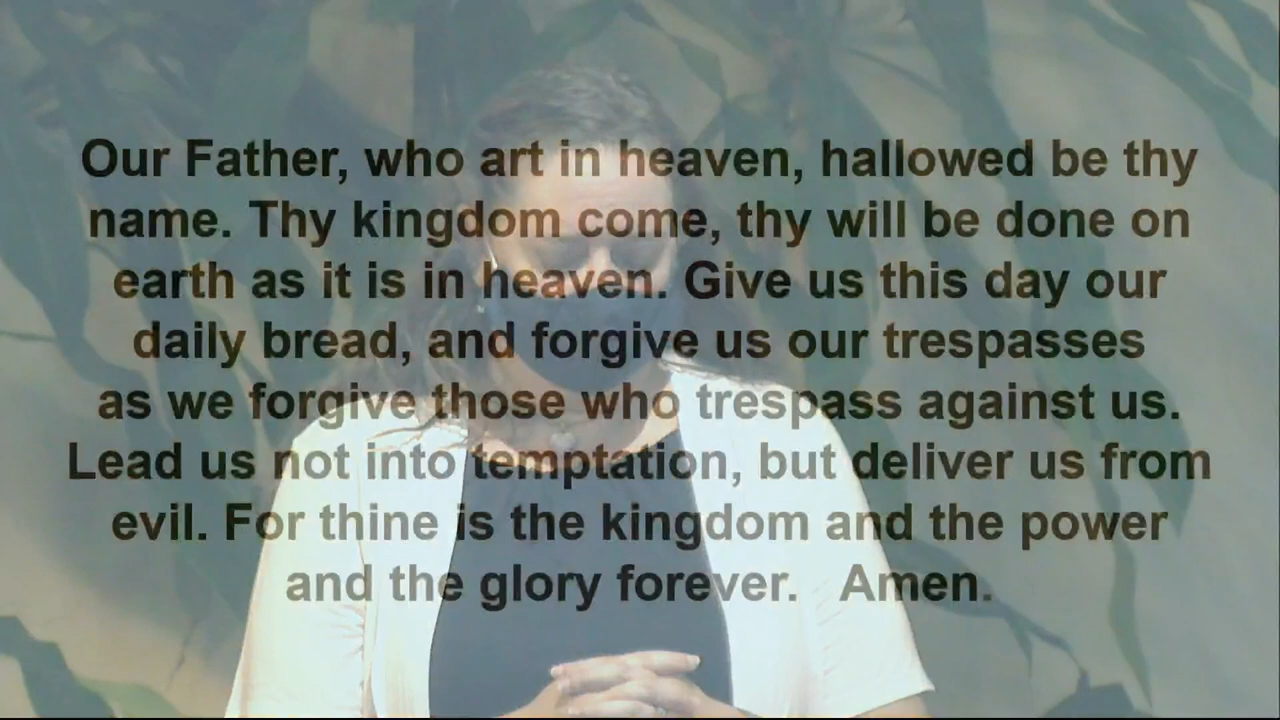 Our Father, who art in heaven, hallowed be thy
name. Thy kingdom come, thy will be done on
earth as it is in heaven. Give us this day our
daily bread, and forgive us our trespasses
as we forgive those who trespass against us.
Lead us not into temptation, but deliver us from
evil. For thine is the kingdom and the power
and the glory forever. Amen.